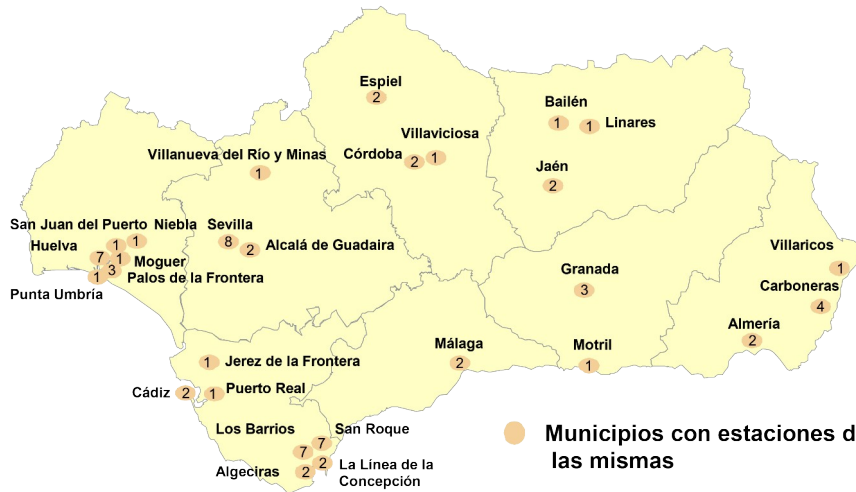 Espiel
2
Bailén
1
1
Linares
Villaviciosa
Córdoba
2
1
Villanueva del Río y Minas
1
Jaén
2
San Juan del Puerto
Niebla
Sevilla
1
1
8
Alcalá de Guadaira
2
Huelva
7
1
Moguer
3
Palos de la Frontera
1
Punta Umbría
Villaricos
1
Granada
3
Carboneras
4
Almería
2
Málaga
2
Motril
1
1
Jerez de la Frontera
Cádiz
2
1
Puerto Real
Los Barrios
San Roque
7
7
Algeciras
2
2
La Línea de la
Concepción
Municipios con estaciones d
las mismas